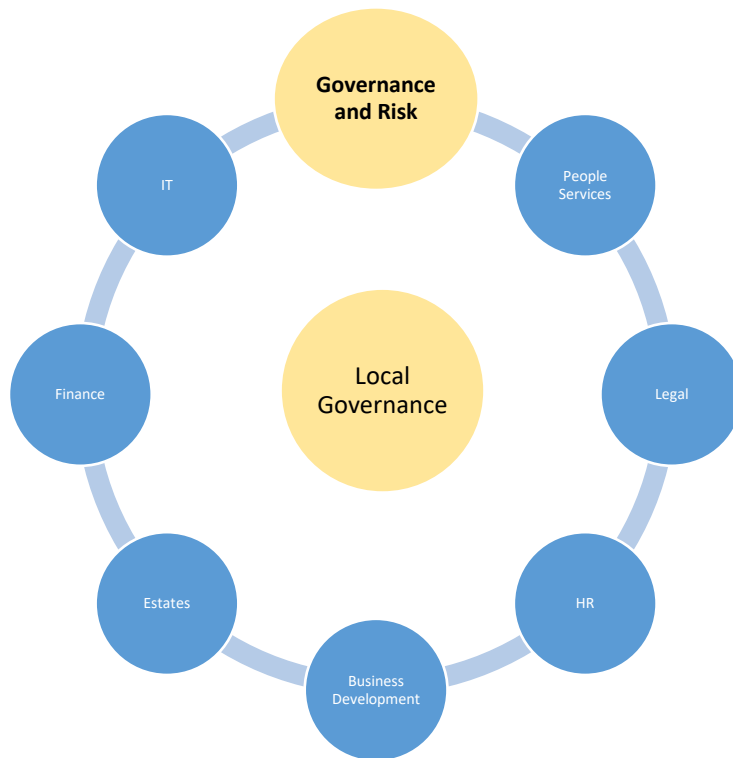 Governance
and Risk
IT
People
Services
Finance
Local
Governance
Legal
Estates
HR
Business
Development